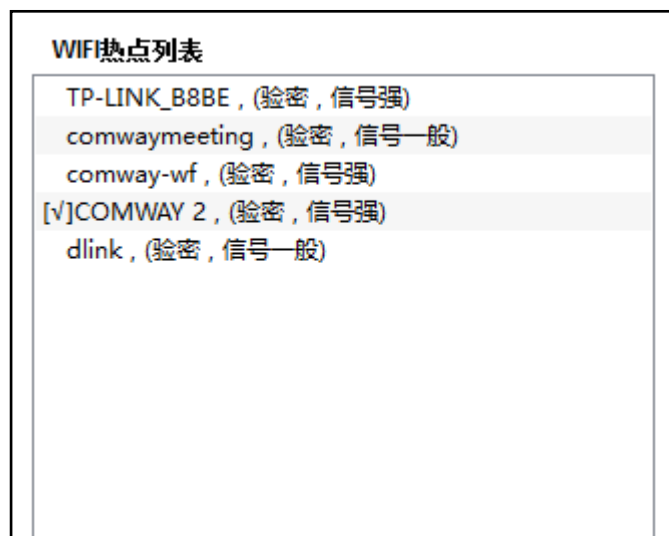 WIFI热点列表
TP-LINK_B8BE , (验密 , 信号强)
comwaymeeting , (验密 , 信号一般)
comway-wf , (验密 , 信号强)
[√]COMWAY 2 , (验密 , 信号强)
dlink , (验密 , 信号一般)